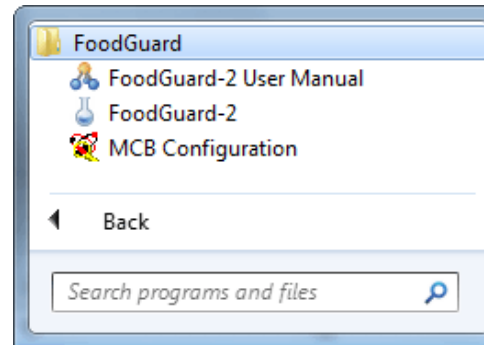 FoodGuard
FoodGuard-2 User Manual
FoodGuard-2
MCB Configuration
Back
Search programs and files